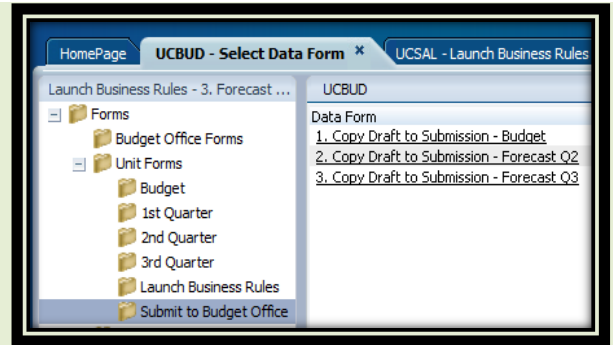 HomePage
UCBUD - Select Data Form ×
UCSAL - Launch Business Rules
Launch Business Rules - 3. Forecast ...
Forms
Budget Office Forms
Unit Forms
Budget
1st Quarter
2nd Quarter
3rd Quarter
Launch Business Rules
Submit to Budget Office
UCBUD
Data Form
1. Copy Draft to Submission - Budget
2. Copy Draft to Submission - Forecast Q2
3. Copy Draft to Submission - Forecast Q3